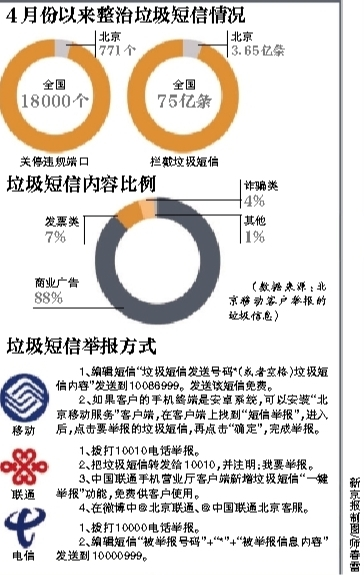 4月份以来整治垃圾短信情况
北京
771个
全国
18000个
关停违规端口
北京
3.65亿条
全国
75亿条
拦截垃圾短信
垃圾短信内容比例
诈骗类
4%
其他
1%
发票类
7%
商业广告
88%
（数据来源：北
京移动客户举报的
垃圾信息）
垃圾短信举报方式
移动
1、编辑短信“垃圾短信发送号码*(或者空格)垃圾短
信内容”发送到10086999。发送该短信免费。
2、如果客户的手机终端是安卓系统，可以安装“北
京移动服务”客户端，在客户端上找到“短信举报”，进入
后，点击要举报的垃圾短信，再点击“确定”，完成举报。
联通
1、拨打10010电话举报。
2、把垃圾短信转发给10010，并注明：我要举报。
3、中国联通手机营业厅客户端新增垃圾短信“一键
举报”功能，免费供客户使用。
4、在微博中@北京联通、@中国联通北京客服。
电信
1、拨打10000电话举报。
2、编辑短信“被举报号码”+“*”+“被举报信息内容”
发送到10000999。
新京报制图/师春雷